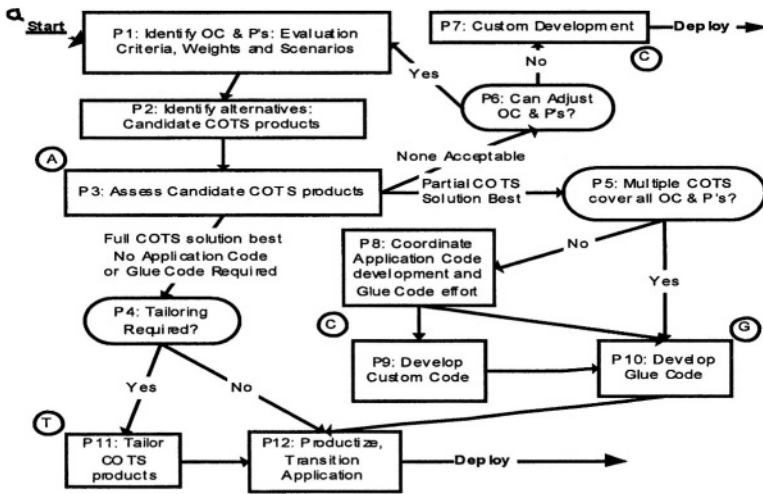 a
Start
P1: Identify OC & P's: Evaluation
Criteria, Weights and Scenarios
P7: Custom Development
Deploy
C
No
Yes
P6: Can Adjust
OC & P's?
P2: Identify alternatives:
Candidate COTS products
A
None Acceptable
P3: Assess Candidate COTS products
Partial COTS
Solution Best
P5: Multiple COTS
cover all OC & P's?
Full COTS solution best
No Application Code
or Glue Code Required
No
P8: Coordinate
Application Code
development and
Glue Code effort
Yes
P4: Tailoring
Required?
C
G
P9: Develop
Custom Code
P10: Develop
Glue Code
Yes
No
T
P11: Tailor
COTS
products
P12: Productize,
Transition
Application
Deploy